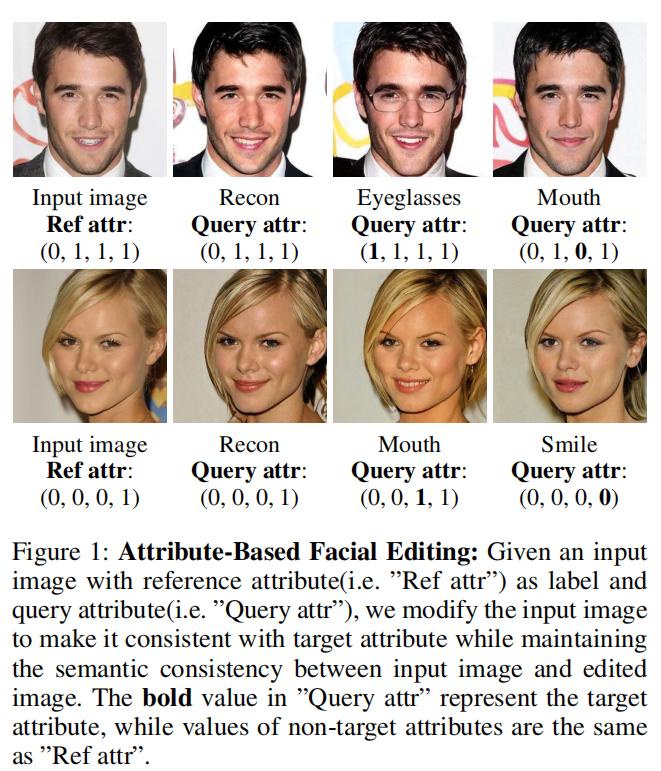 Input image Recon Eyeglasses Mouth
Ref attr: Query attr: Query attr: Query attr:
(0, 1, 1, 1) (0, 1, 1, 1) (1, 1, 1, 1) (0, 1, 0, 1)
Input image Recon Mouth Smile
Ref attr: Query attr: Query attr: Query attr:
(0, 0, 0, 1) (0, 0, 0, 1) (0, 0, 1, 1) (0, 0, 0, 0)
Figure 1: Attribute-Based Facial Editing: Given an input
image with reference attribute(i.e. ”Ref attr”) as label and
query attribute(i.e. ”Query attr”), we modify the input image
to make it consistent with target attribute while maintaining
the semantic consistency between input image and edited
image. The bold value in ”Query attr” represent the target
attribute, while values of non-target attributes are the same
as ”Ref attr”.